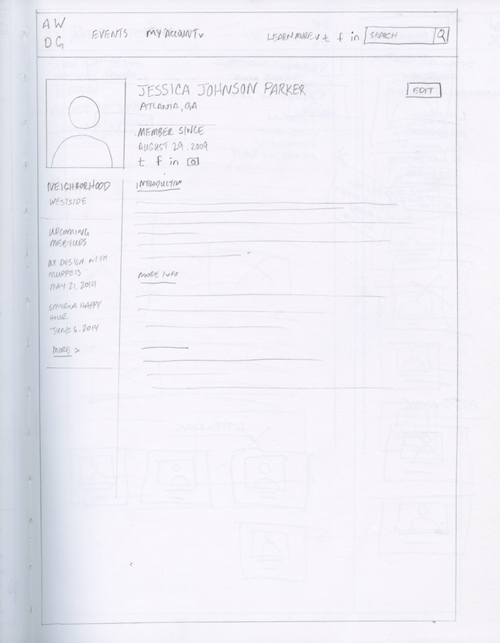 AW
DG
EVENTS MY ACCOUNT LEARN MORE t f in SEARCH
JESSICA JOHNSON PARKER
EDIT
ATLANTA, GA
MEMBER SINCE
AUGUST 29, 2009
t f in
NEIGHBORHOOD
WESTSIDE
INTRODUCTION
UPCOMING
MEETUPS
UX DESIGN WITH
MUPPETS
MAY 21, 2014
HAPPY
HOUR
JUNE 6, 2014
MORE >
MORE INFO